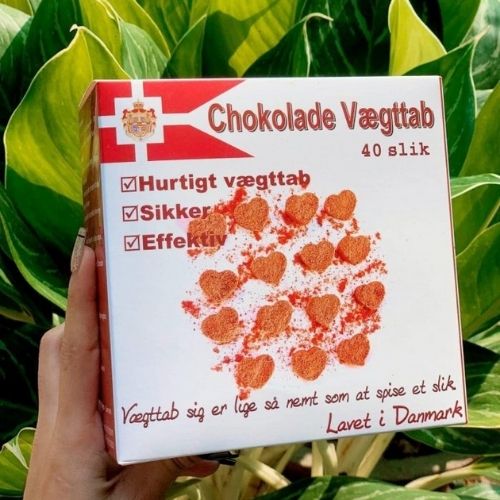 Chokolade Vægttab
40 slik
Hurtigt vægttab
Sikker
Effektiv
Vægttab sig er lige så nemt som at spise et slik
Lavet i Danmark